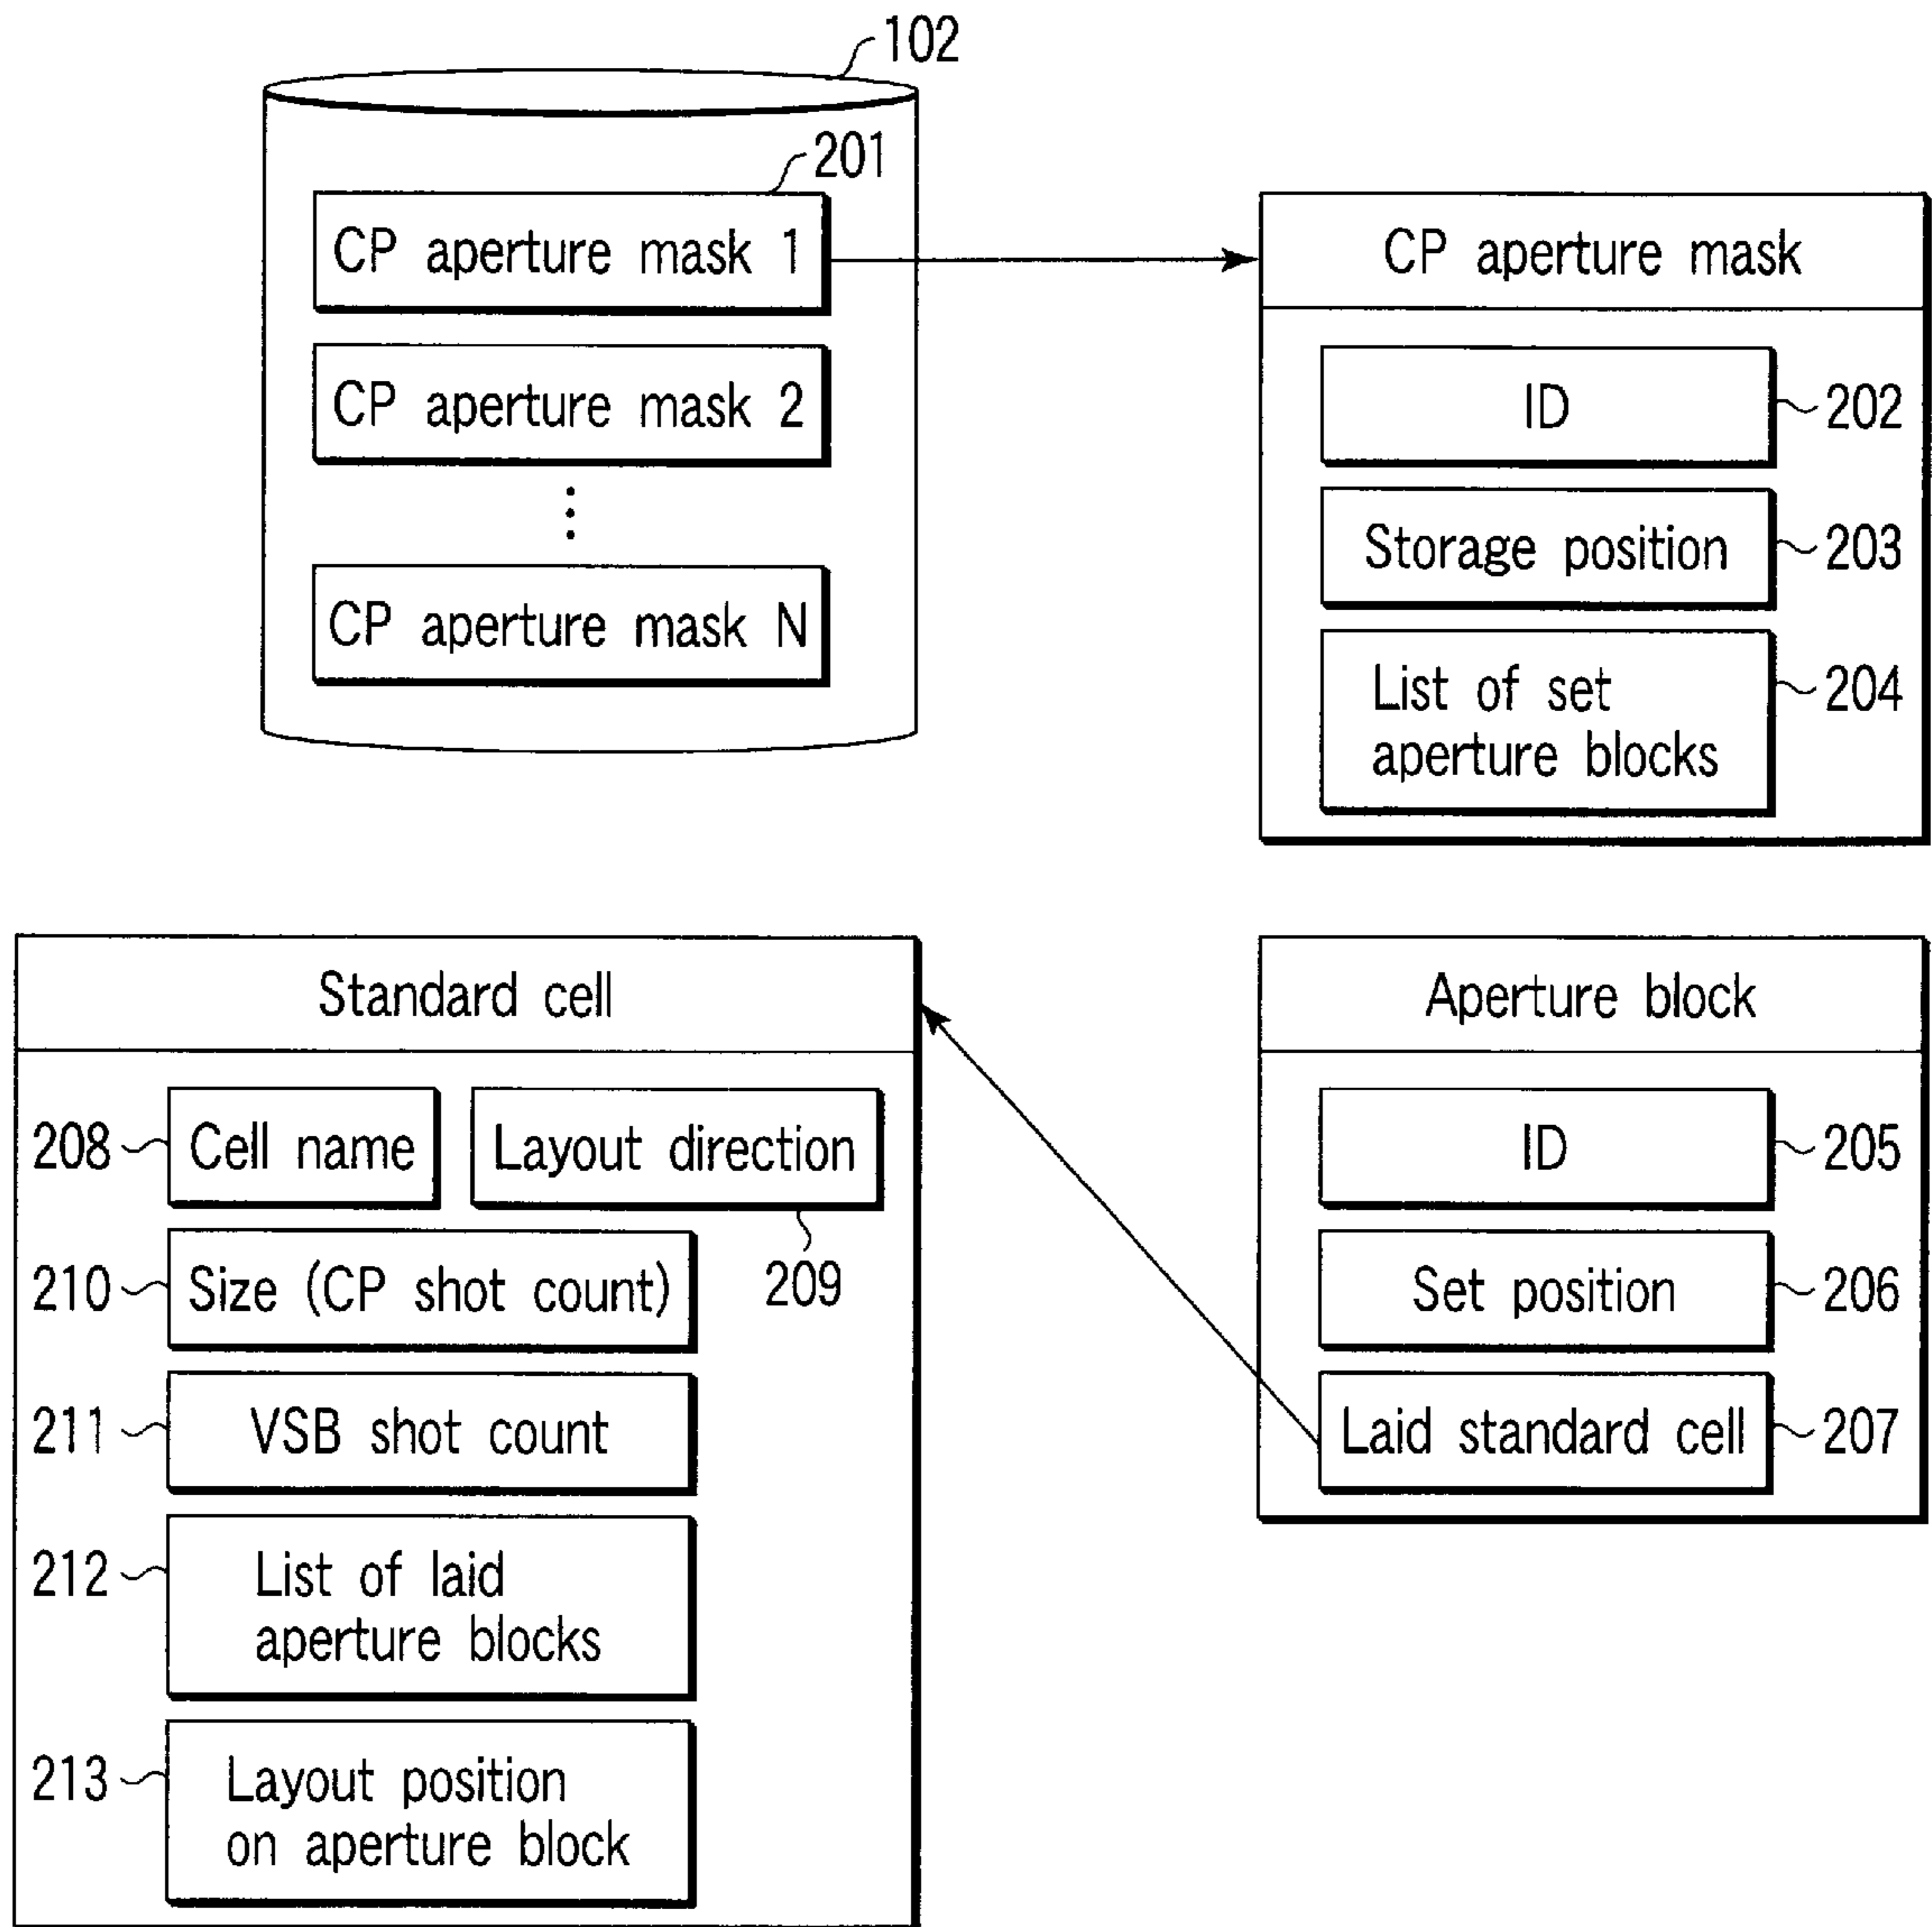 102
201
CP aperture mask 1
CP aperture mask 2
CP aperture mask N
CP aperture mask
ID
202
Storage position
203
List of set
aperture blocks
204
Standard cell
208
Cell name
Layout direction
209
210
Size (CP shot count)
211
VSB shot count
212
List of laid
aperture blocks
213
Layout position
on aperture block
Aperture block
ID
205
Set position
206
Laid standard cell
207